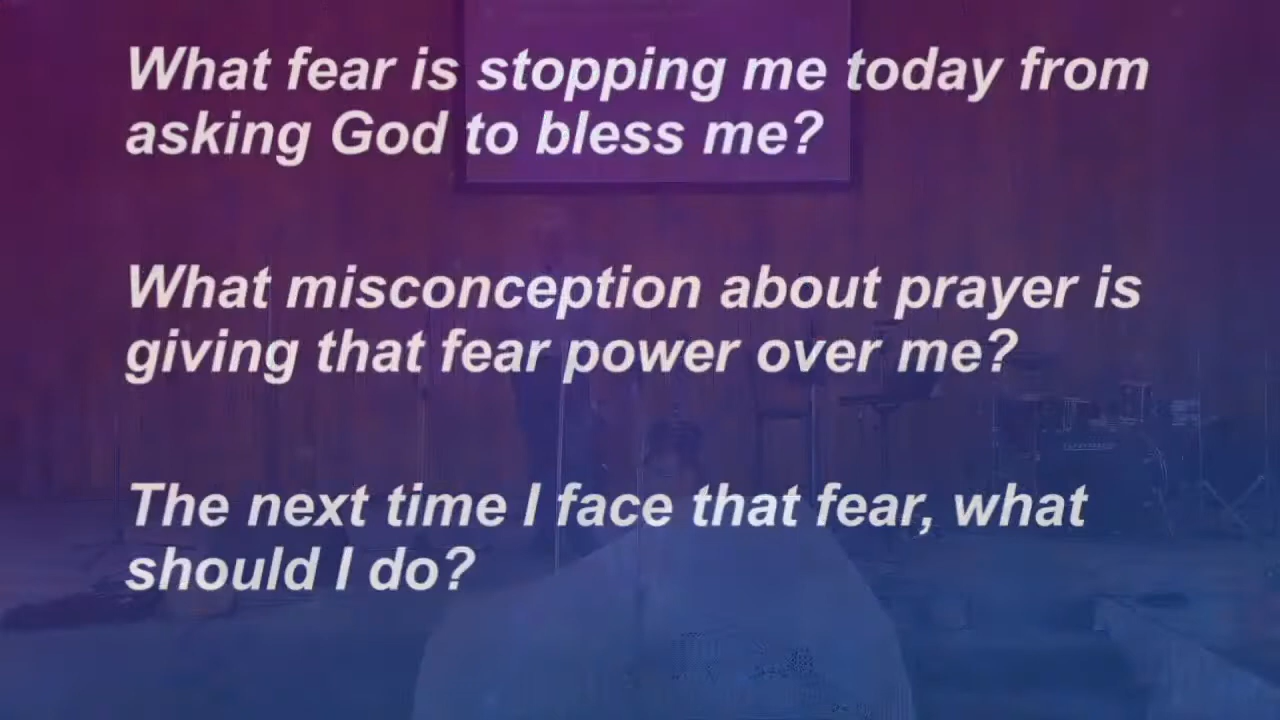 What fear is stopping me today from
asking God to bless me?
What misconception about prayer is
giving that fear power over me?
The next time I face that fear, what
should I do?